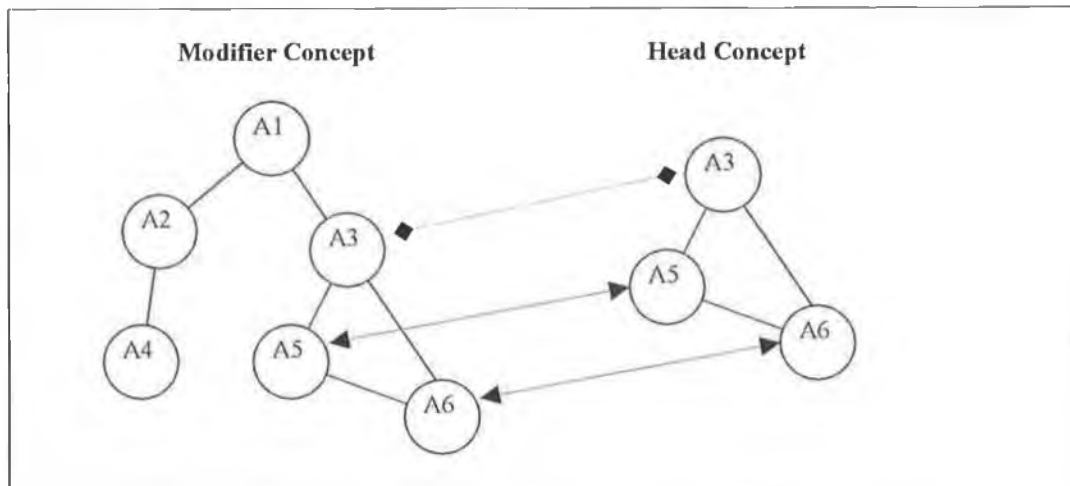 Modifier Concept
Head Concept
A1
A3
A2
A3
A5
A4
A5
A6
A6